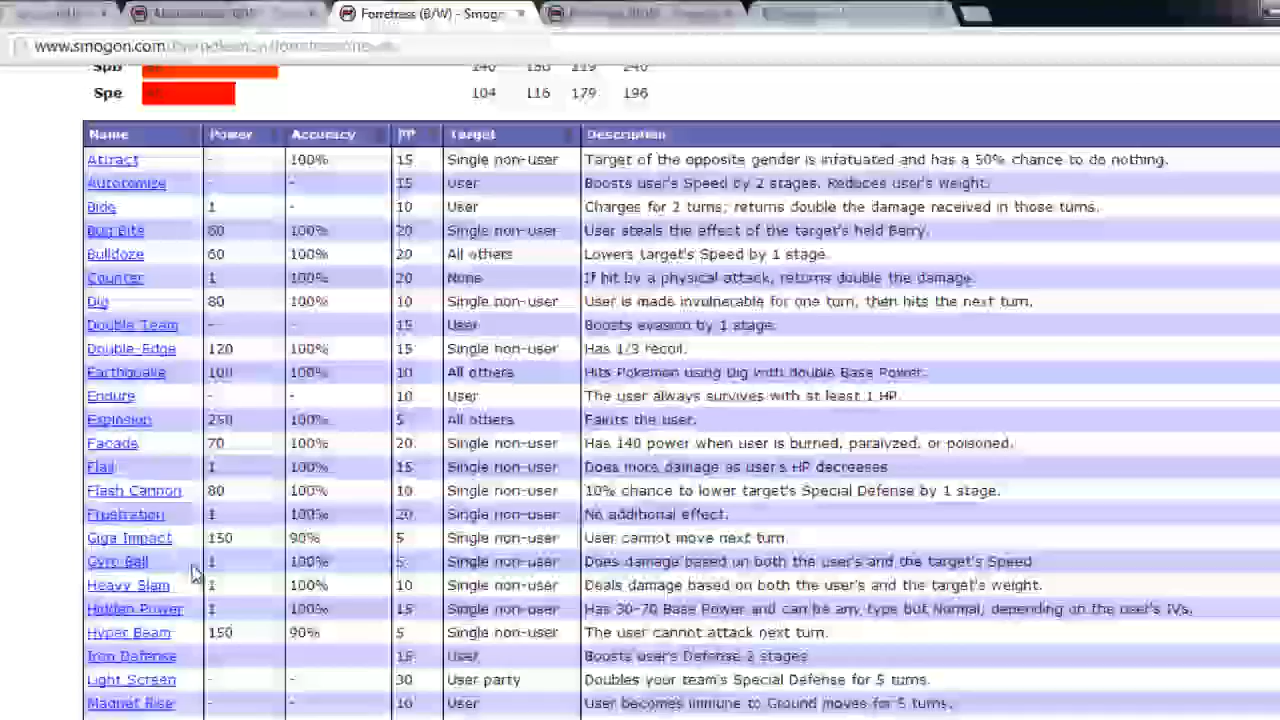 Forretress (B/W) - Smogo
www.smogon.com
SpD 240
Spe 104 116 179 196
Name Power Accuracy PP Target Description
Attract - 100% 15 Single non-user Target of the opposite gender is infatuated and has a 50% chance to do nothing.
Autotomize - - 15 User Boosts user's Speed by 2 stages. Reduces user's weight.
Bide 1 - 10 User Charges for 2 turns; returns double the damage received in those turns.
Bug Bite 60 100% 20 Single non-user User steals the effect of the target's held Berry.
Bulldoze 60 100% 20 All others Lowers target's Speed by 1 stage.
Counter 1 100% 20 None If hit by a physical attack, returns double the damage.
Dig 80 100% 10 Single non-user User is made invulnerable for one turn, then hits the next turn.
Double Team - - 15 User Boosts evasion by 1 stage.
Double-Edge 120 100% 15 Single non-user Has 1/3 recoil.
Earthquake 100 100% 10 All others Hits Pokemon using Dig with double Base Power.
Endure - - 10 User The user always survives with at least 1 HP.
Explosion 250 100% 5 All others Faints the user.
Facade 70 100% 20 Single non-user Has 140 power when user is burned, paralyzed, or poisoned.
Flail 1 100% 15 Single non-user Does more damage as user's HP decreases
Flash Cannon 80 100% 10 Single non-user 10% chance to lower target's Special Defense by 1 stage.
Frustration 1 100% 20 Single non-user No additional effect.
Giga Impact 150 90% 5 Single non-user User cannot move next turn.
Gyro Ball 1 100% 5 Single non-user Does damage based on both the user's and the target's Speed
Heavy Slam 1 100% 10 Single non-user Deals damage based on both the user's and the target's weight.
Hidden Power 1 100% 15 Single non-user Has 30-70 Base Power and can be any type but Normal, depending on the user's IVs.
Hyper Beam 150 90% 5 Single non-user The user cannot attack next turn.
Iron Defense 15 User Boosts user's Defense 2 stages
Light Screen - - 30 User party Doubles your team's Special Defense for 5 turns.
Magnet Rise - - 10 User User becomes immune to Ground moves for 5 turns.